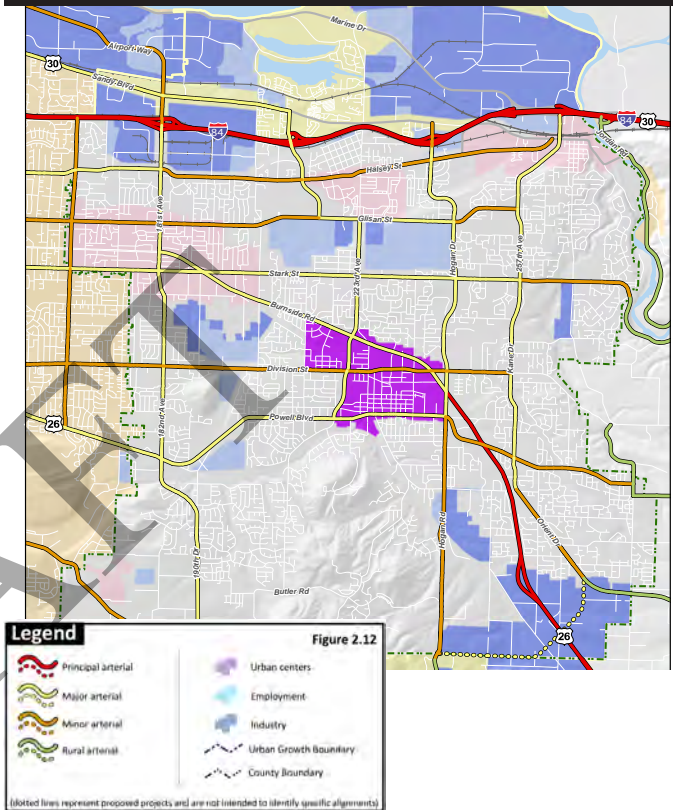 Marine Dr
Airport Way
30
Sandy Blvd
84
30
84
Jordan Rd
Halsey St
181st Ave
Glisan St
Hogan Dr
257th Ave
223rd Ave
Stark St
Burnside Rd
Division St
Kane Dr
182nd Ave
Powell Blvd
26
Hogan Rd
Orient Dr
190th Dr
Butler Rd
26
Legend
Figure 2.12
Principal arterial
Major arterial
Minor arterial
Rural arterial
Urban centers
Employment
Industry
Urban Growth Boundary
County Boundary
(dotted lines represent proposed projects and are not intended to identify specific alignments)